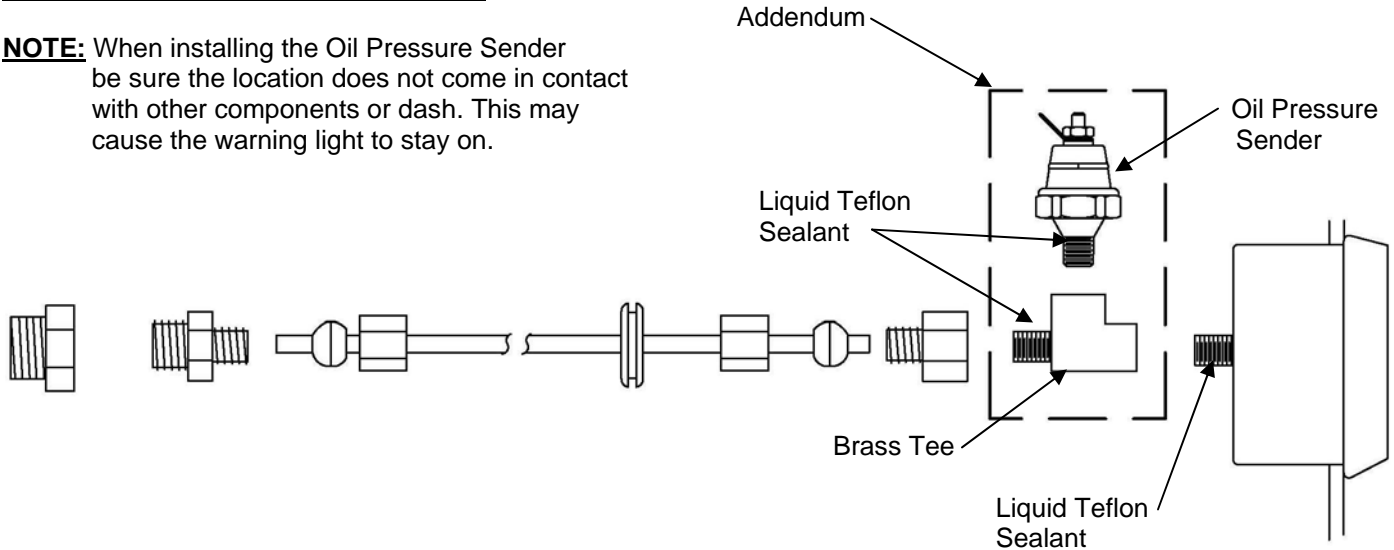 NOTE: When installing the Oil Pressure Sender
be sure the location does not come in contact
with other components or dash. This may
cause the warning light to stay on.
Addendum
Oil Pressure
Sender
Liquid Teflon
Sealant
Brass Tee
Liquid Teflon
Sealant